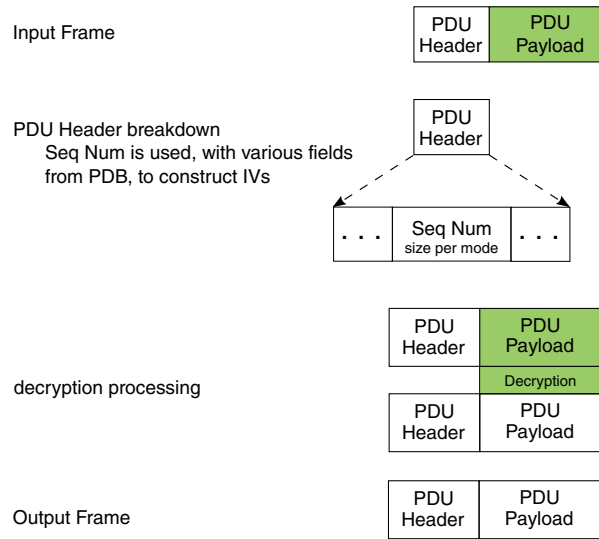 Input Frame
PDU Header
PDU Payload
PDU Header breakdown
Seq Num is used, with various fields
from PDB, to construct IVs
PDU Header
. . .
Seq Num
size per mode
. . .
PDU Header
PDU Payload
decryption processing
Decryption
PDU Header
PDU Payload
Output Frame
PDU Header
PDU Payload